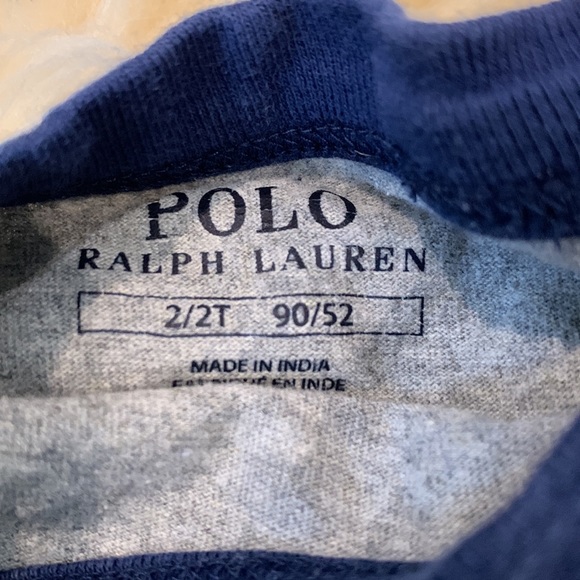 POLO
RALPH LAUREN
2/2T 90/52
MADE IN INDIA
EN INDE